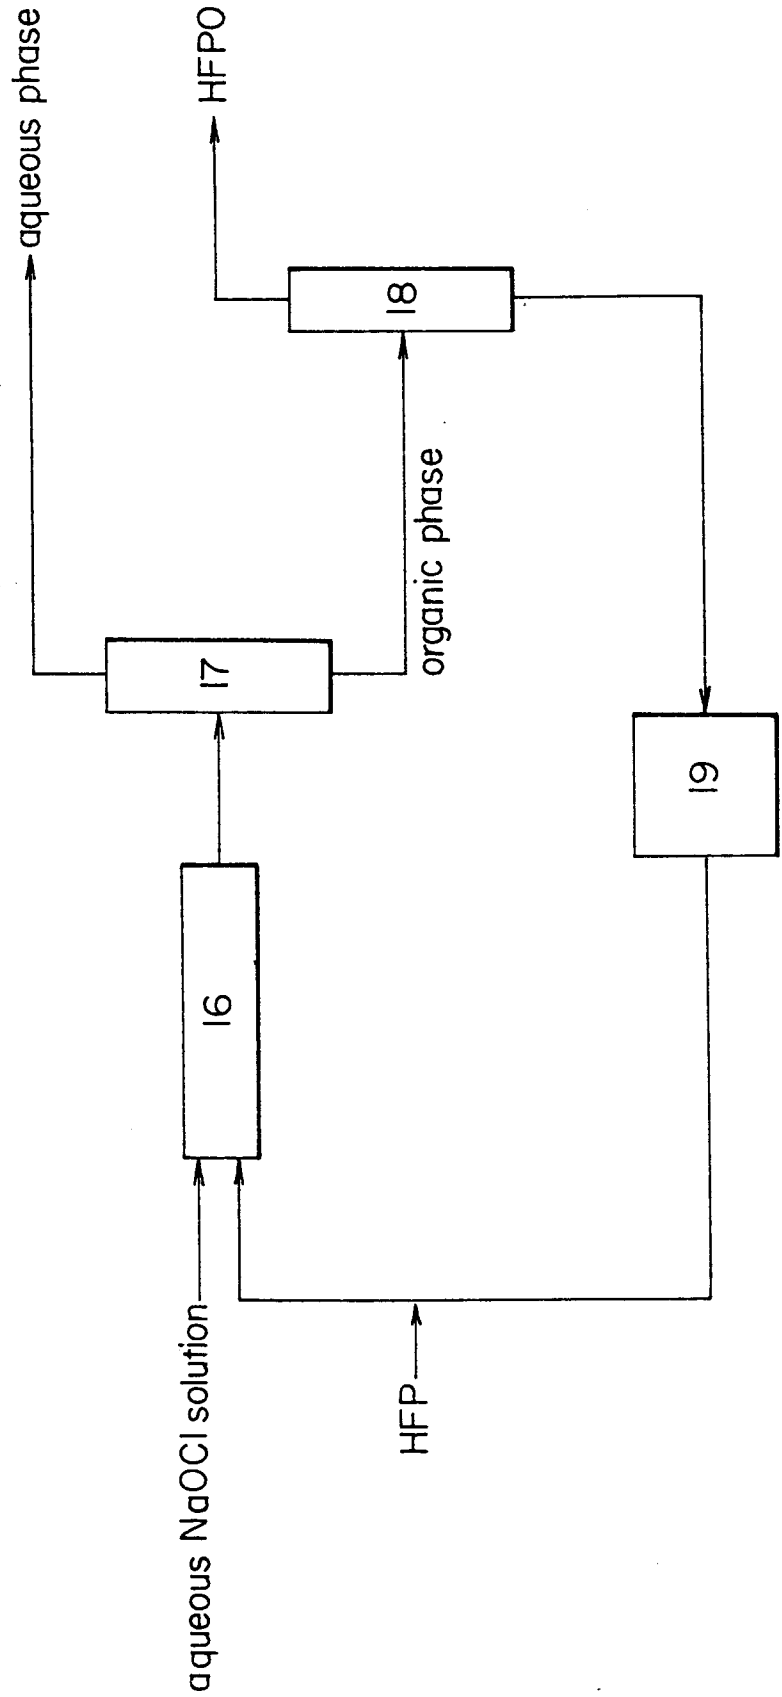 aqueous phase
HFPO
18
organic phase
17
19
16
aqueous NaOCl solution
HFP